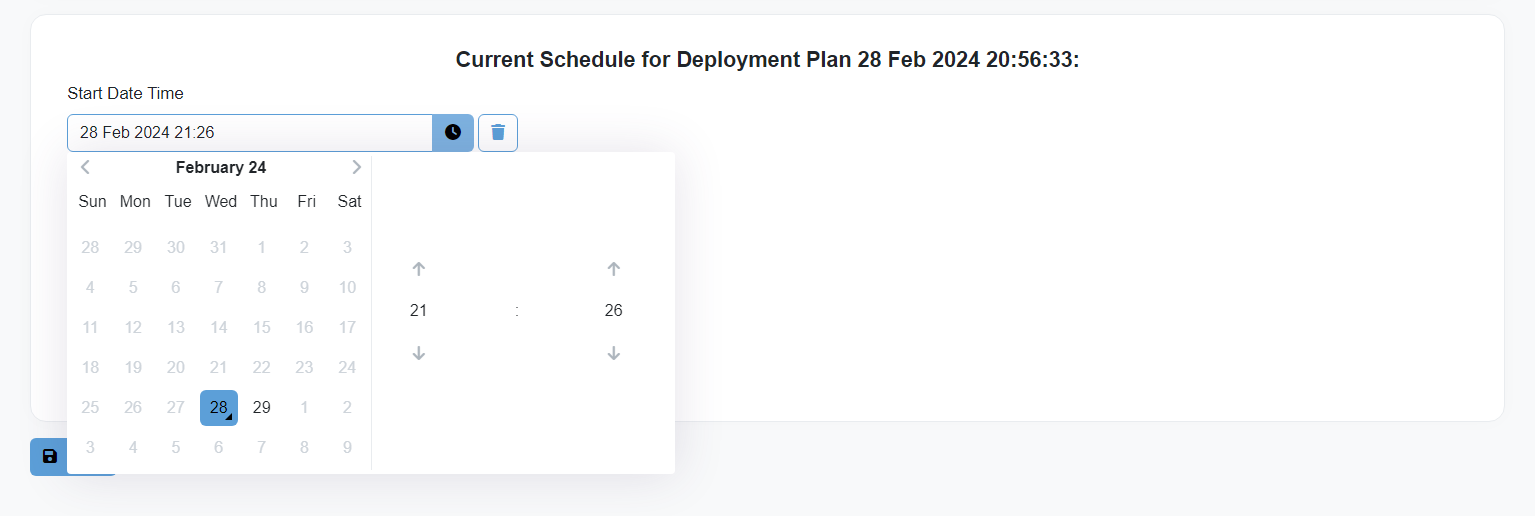 Current Schedule for Deployment Plan 28 Feb 2024 20:56:33:
Start Date Time
28 Feb 2024 21:26
February 24
Sun Mon Tue Wed Thu Fri Sat
28 29 30 31 1 2 3
4 5 6 7 8 9 10
11 12 13 14 15 16 17
18 19 20 21 22 23 24
25 26 27 28 29 1 2
3 4 5 6 7 8 9
21 : 26